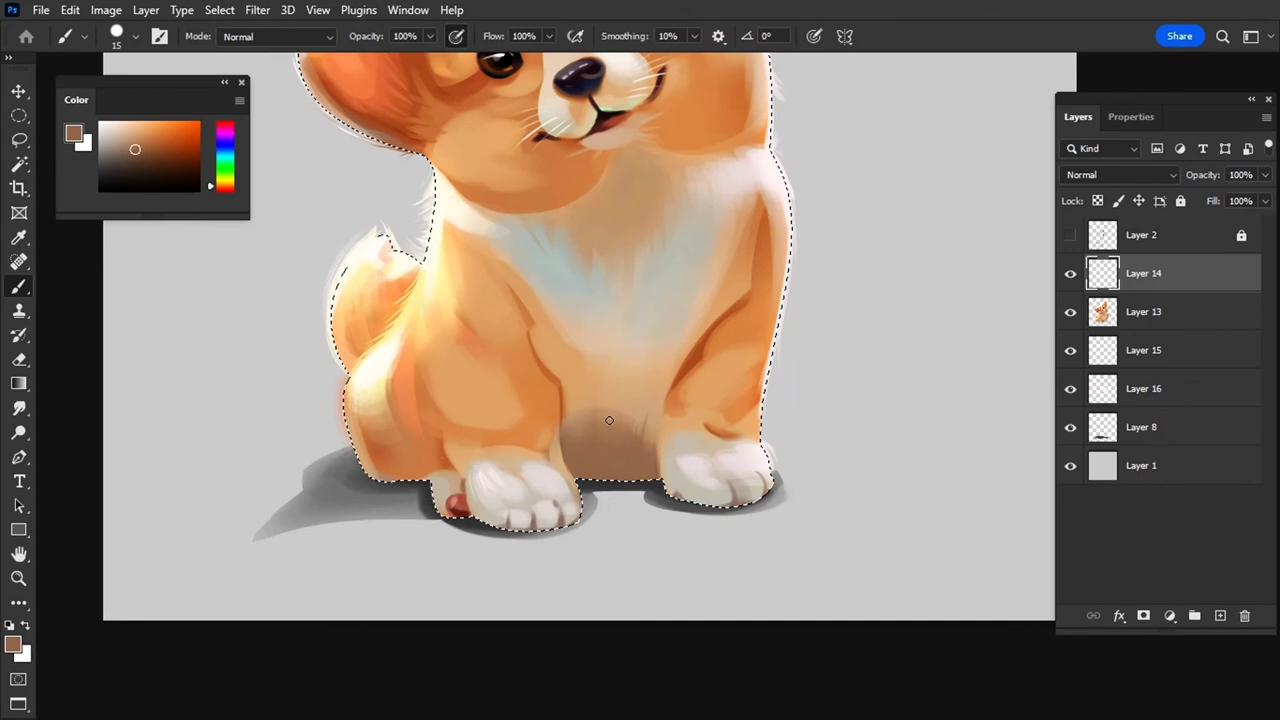 Ps File Edit Image Layer Type Select Filter 3D View Plugins Window Help
15 Mode: Normal Opacity: 100% Flow: 100% Smoothing: 10% 0° Share
Color
Layers Properties
Kind
Normal Opacity: 100%
Lock: Fill: 100%
Layer 2
Layer 14
Layer 13
Layer 15
Layer 16
Layer 8
Layer 1
fx